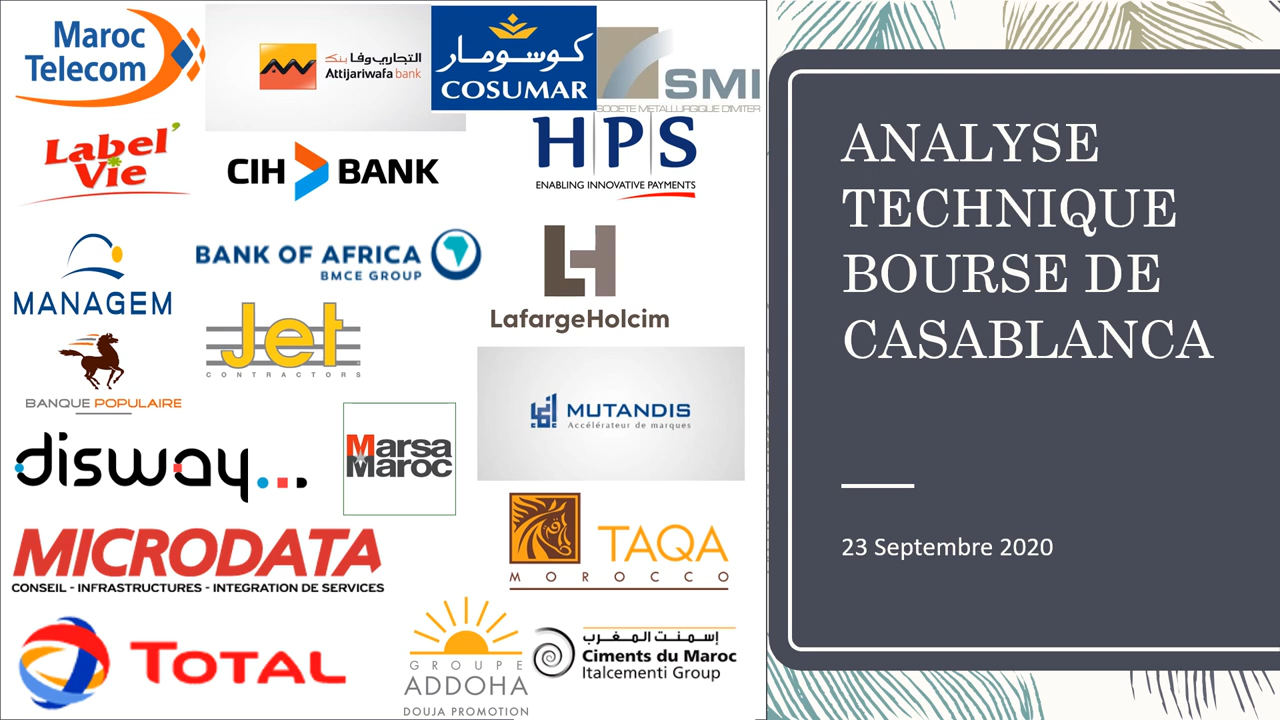 Maroc
Telecom
التجاري وفا بنك
Attijariwafa bank
كوسومار
COSUMAR
SMI
SOCIETE METALLURGIQUE D'IMITER
Label'
Vie
CIH BANK
HPS
ENABLING INNOVATIVE PAYMENTS
MANAGEM
BANK OF AFRICA
BMCE GROUP
LafargeHolcim
Jet
CONTRACTORS
BANQUE POPULAIRE
MUTANDIS
Accélérateur de marques
disway...
Marsa
Maroc
MICRODATA
CONSEIL - INFRASTRUCTURES - INTEGRATION DE SERVICES
TAQA
MOROCCO
TOTAL
GROUPE
ADDOHA
DOUJA PROMOTION
إسمنت المغرب
Ciments du Maroc
Italcementi Group
ANALYSE
TECHNIQUE
BOURSE DE
CASABLANCA
23 Septembre 2020